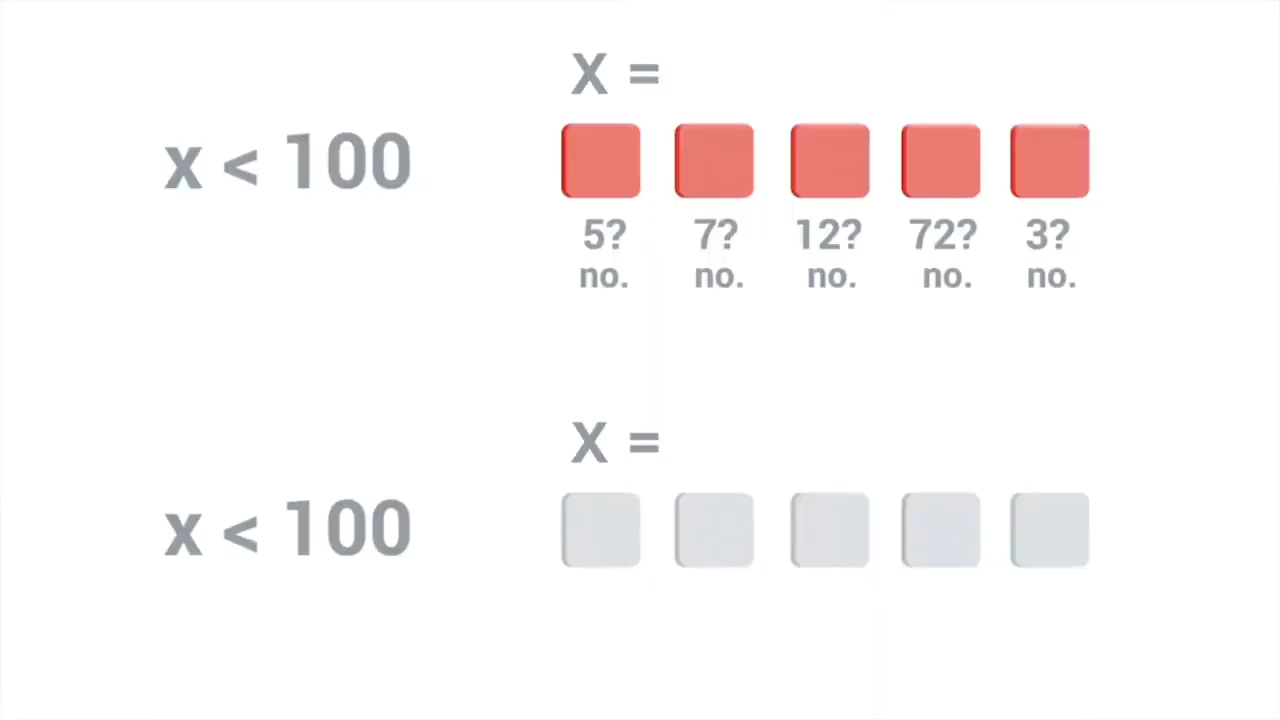 X =
x < 100
5? 7? 12? 72? 3?
no. no. no. no. no.
X =
x < 100